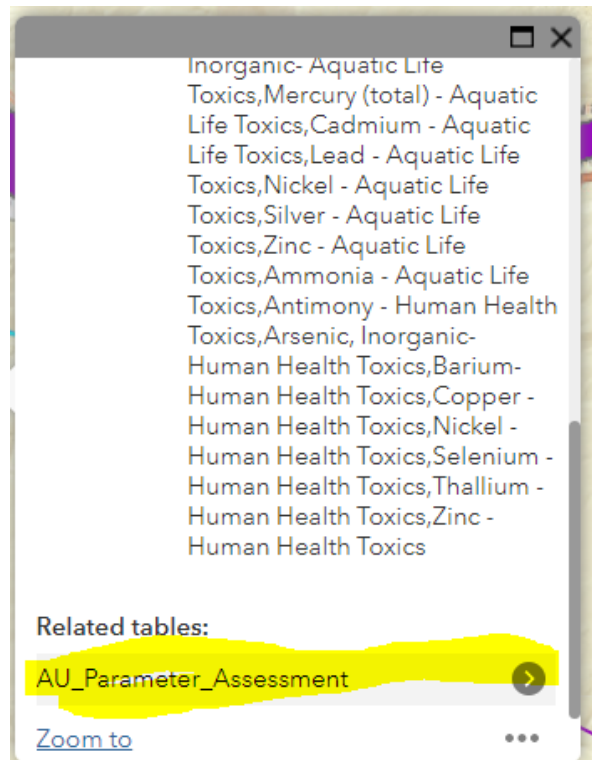 Inorganic- Aquatic Life
Toxics,Mercury (total) - Aquatic
Life Toxics,Cadmium - Aquatic
Life Toxics,Lead - Aquatic Life
Toxics,Nickel - Aquatic Life
Toxics,Silver - Aquatic Life
Toxics,Zinc - Aquatic Life
Toxics,Ammonia - Aquatic Life
Toxics,Antimony - Human Health
Toxics,Arsenic, Inorganic-
Human Health Toxics,Barium-
Human Health Toxics,Copper -
Human Health Toxics,Nickel -
Human Health Toxics,Selenium -
Human Health Toxics,Thallium -
Human Health Toxics,Zinc -
Human Health Toxics
Related tables:
AU_Parameter_Assessment
Zoom to